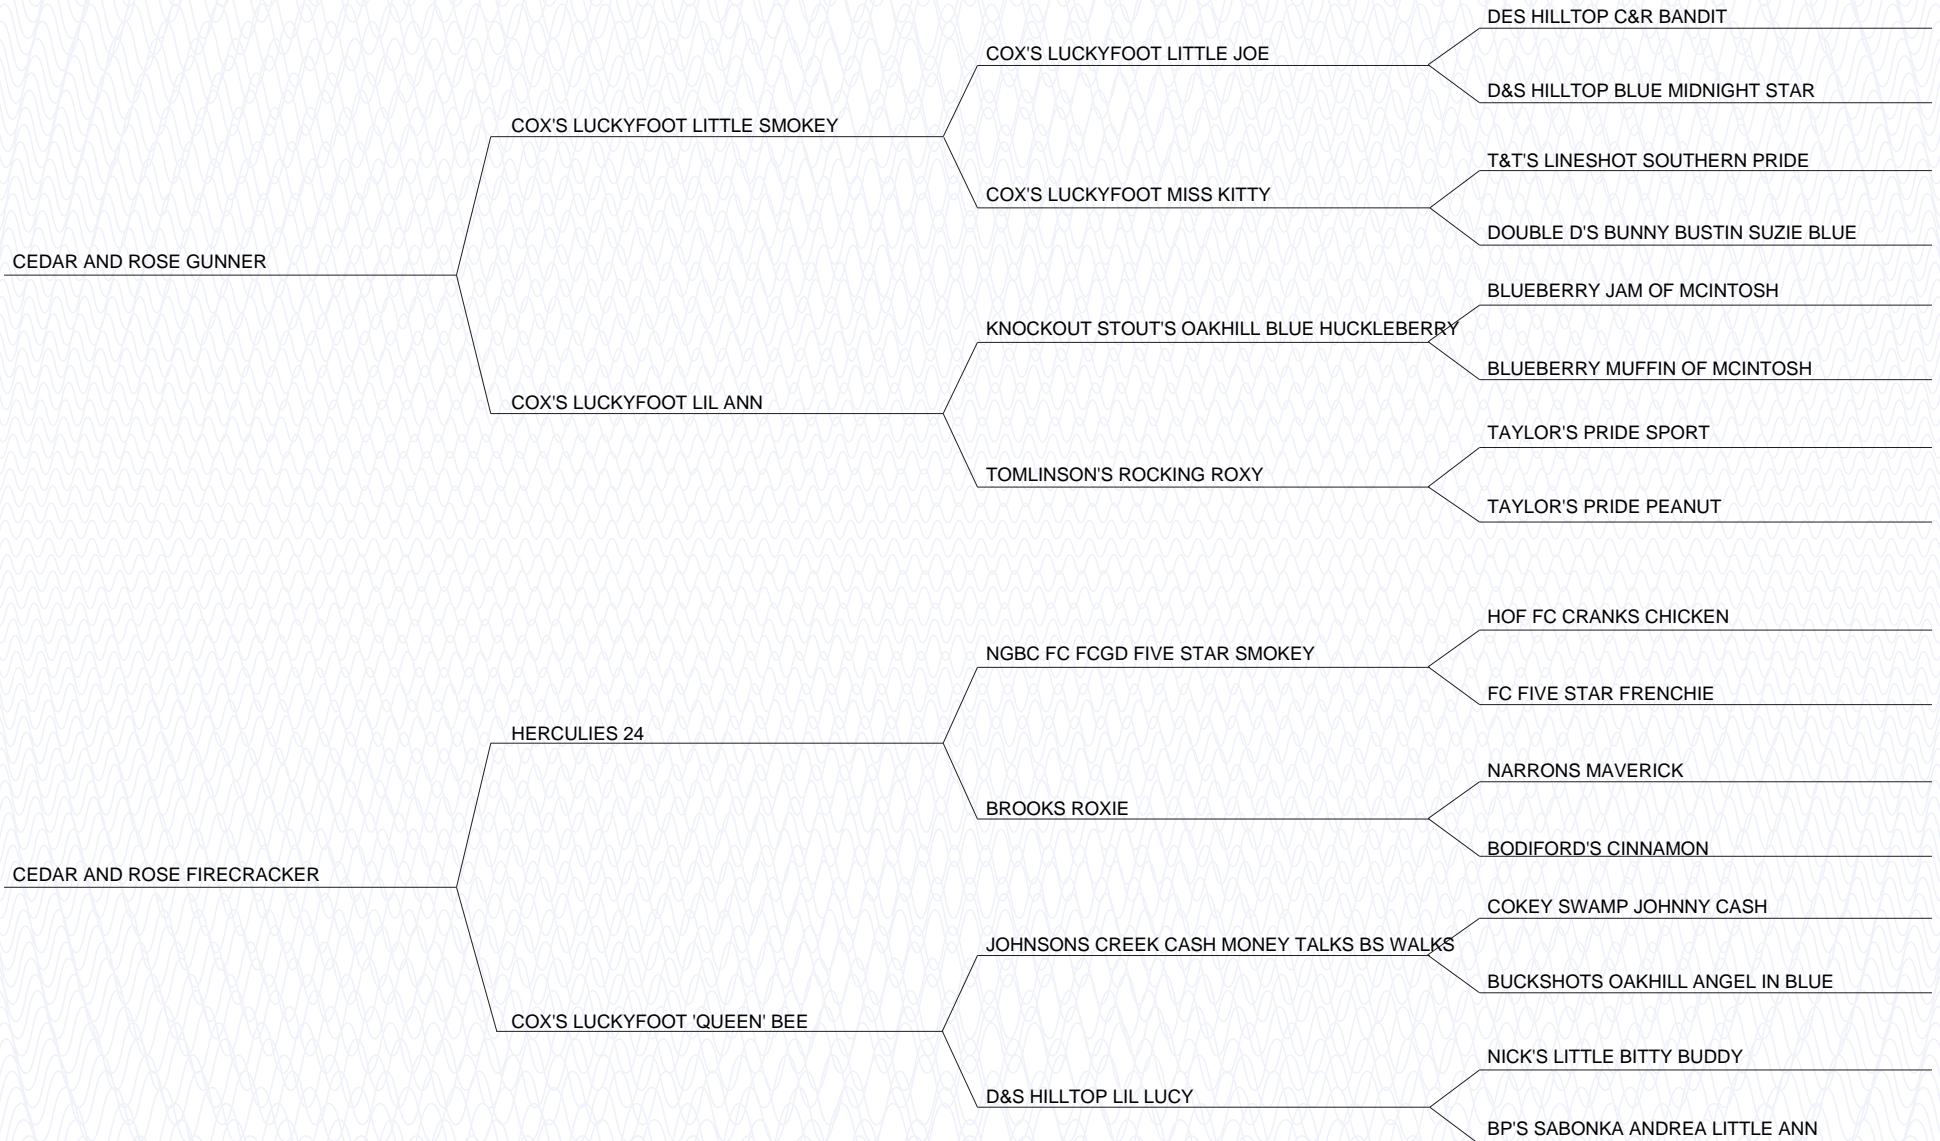 DES HILLTOP C&R BANDIT
COX'S LUCKYFOOT LITTLE JOE
D&S HILLTOP BLUE MIDNIGHT STAR
COX'S LUCKYFOOT LITTLE SMOKEY
T&T'S LINESHOT SOUTHERN PRIDE
COX'S LUCKYFOOT MISS KITTY
DOUBLE D'S BUNNY BUSTIN SUZIE BLUE
CEDAR AND ROSE GUNNER
BLUEBERRY JAM OF MCINTOSH
KNOCKOUT STOUT'S OAKHILL BLUE HUCKLEBERRY
BLUEBERRY MUFFIN OF MCINTOSH
COX'S LUCKYFOOT LIL ANN
TAYLOR'S PRIDE SPORT
TOMLINSON'S ROCKING ROXY
TAYLOR'S PRIDE PEANUT
HOF FC CRANKS CHICKEN
NGBC FC FCGD FIVE STAR SMOKEY
FC FIVE STAR FRENCHIE
HERCULIES 24
NARRONS MAVERICK
BROOKS ROXIE
BODIFORD'S CINNAMON
CEDAR AND ROSE FIRECRACKER
COKEY SWAMP JOHNNY CASH
JOHNSONS CREEK CASH MONEY TALKS BS WALKS
BUCKSHOTS OAKHILL ANGEL IN BLUE
COX'S LUCKYFOOT 'QUEEN' BEE
NICK'S LITTLE BITTY BUDDY
D&S HILLTOP LIL LUCY
BP'S SABONKA ANDREA LITTLE ANN